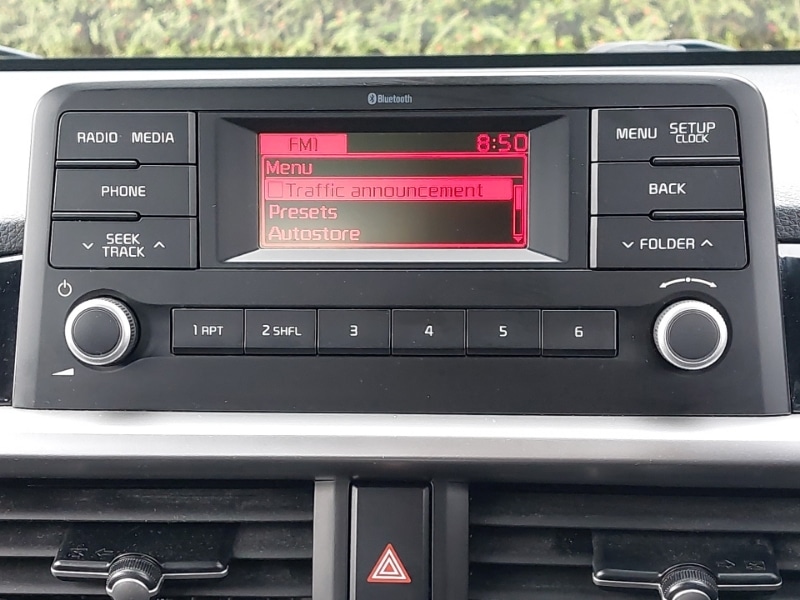 Bluetooth
RADIO MEDIA
PHONE
SEEK
TRACK
FM1 8:50
Menu
Traffic announcement
Presets
Autostore
MENU SETUP
CLOCK
BACK
FOLDER
1 RPT 2 SHFL 3 4 5 6